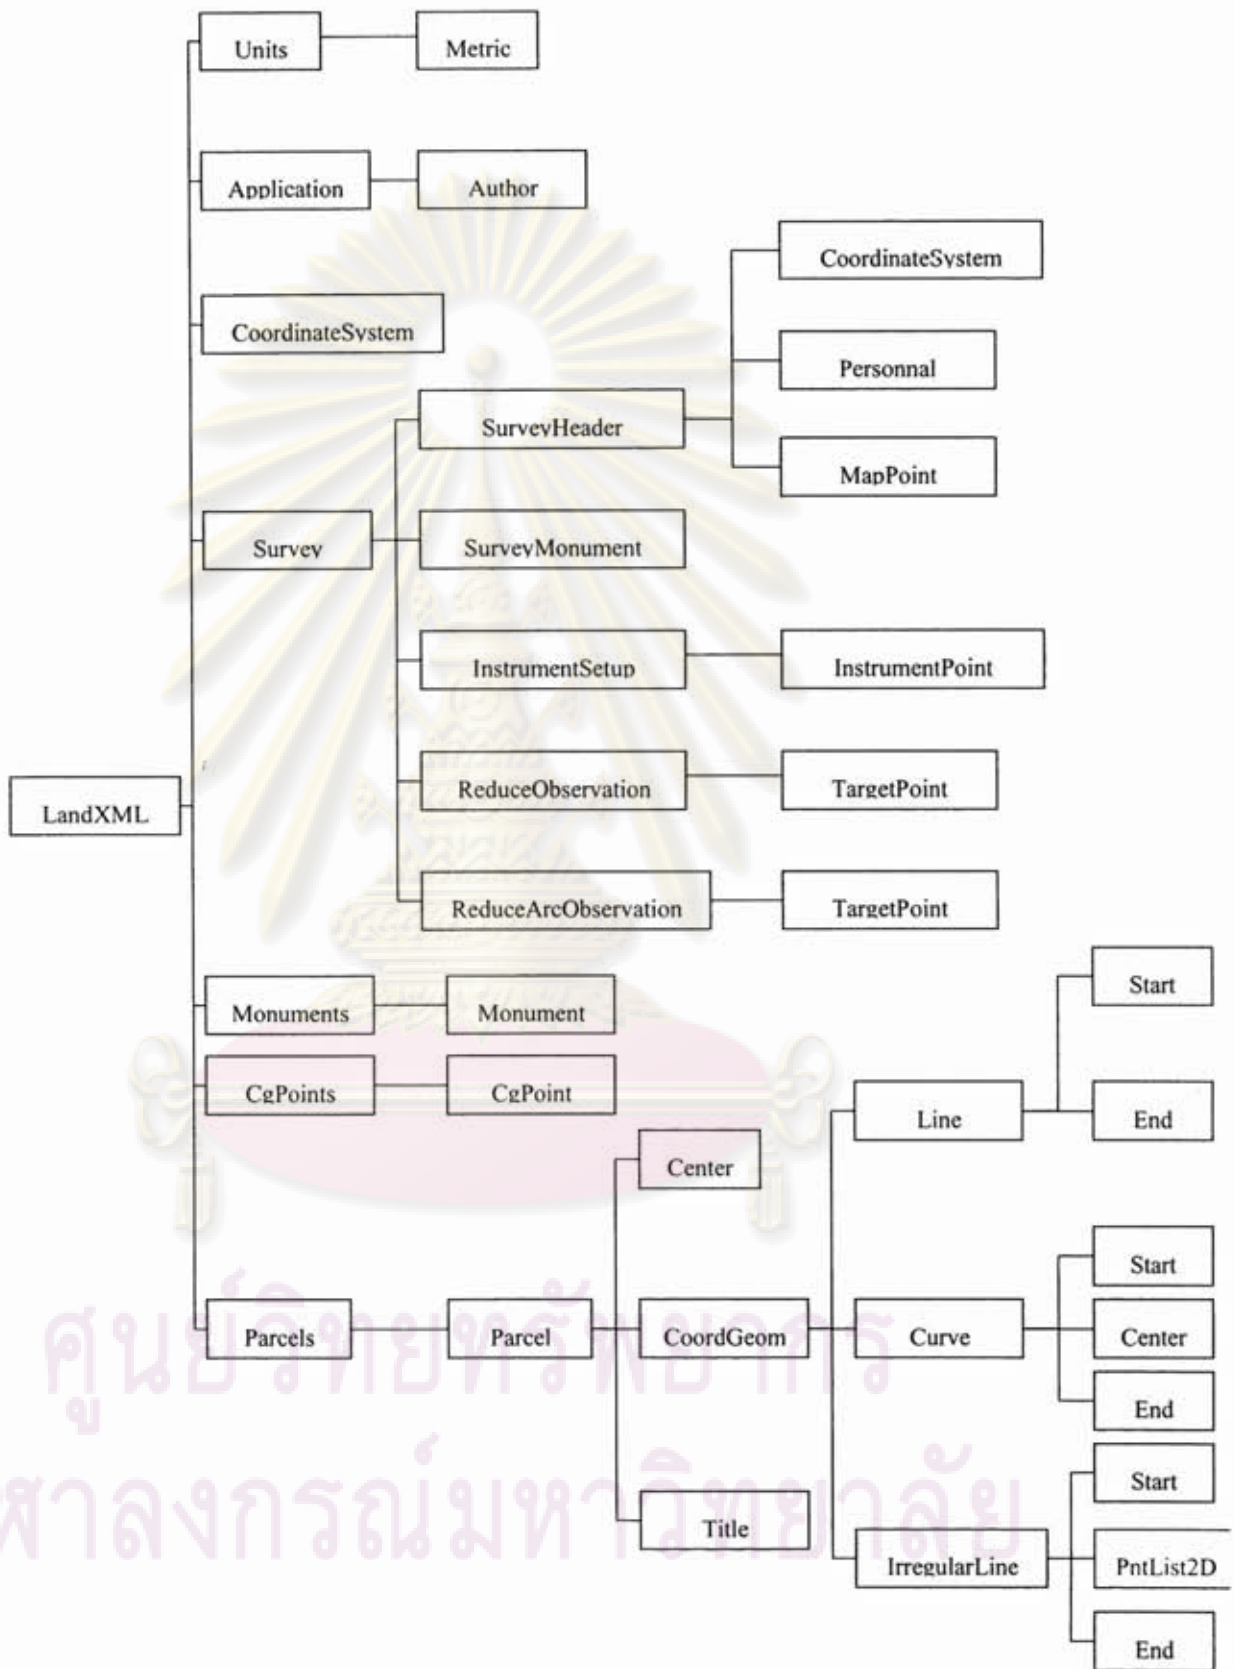 Units
Metric
Application
Author
CoordinateSystem
CoordinateSystem
Personnal
SurveyHeader
MapPoint
Survey
SurveyMonument
InstrumentSetup
InstrumentPoint
ReduceObservation
TargetPoint
LandXML
ReduceArcObservation
TargetPoint
Start
Monuments
Monument
CgPoints
CgPoint
Line
End
Center
Start
Parcels
Parcel
CoordGeom
Curve
Center
End
Start
Title
IrregularLine
PntList2D
End
ศูนย์วิทยทรัพยากร
ฬาลงกรณ์มหาวิทยาลัย